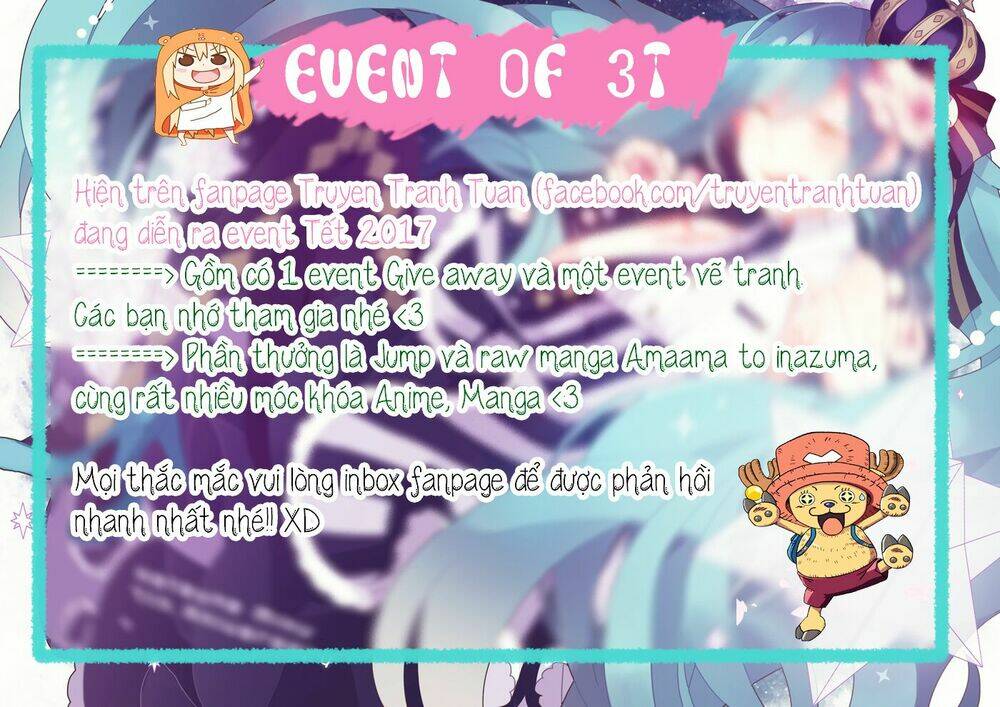 EVENT OF 3T
Hiện trên fanpage Truyen Tranh Tuan (facebook.com/truyentranhtuan)
đang diễn ra event Tết 2017
========> Gồm có 1 event Give away và một event vẽ tranh.
Các bạn nhớ tham gia nhé <3
========> Phần thưởng là Jump và raw manga Amaama to inazuma,
cùng rất nhiều móc khóa Anime, Manga <3
Mọi thắc mắc vui lòng inbox fanpage để được phản hồi
nhanh nhất nhé!! XD